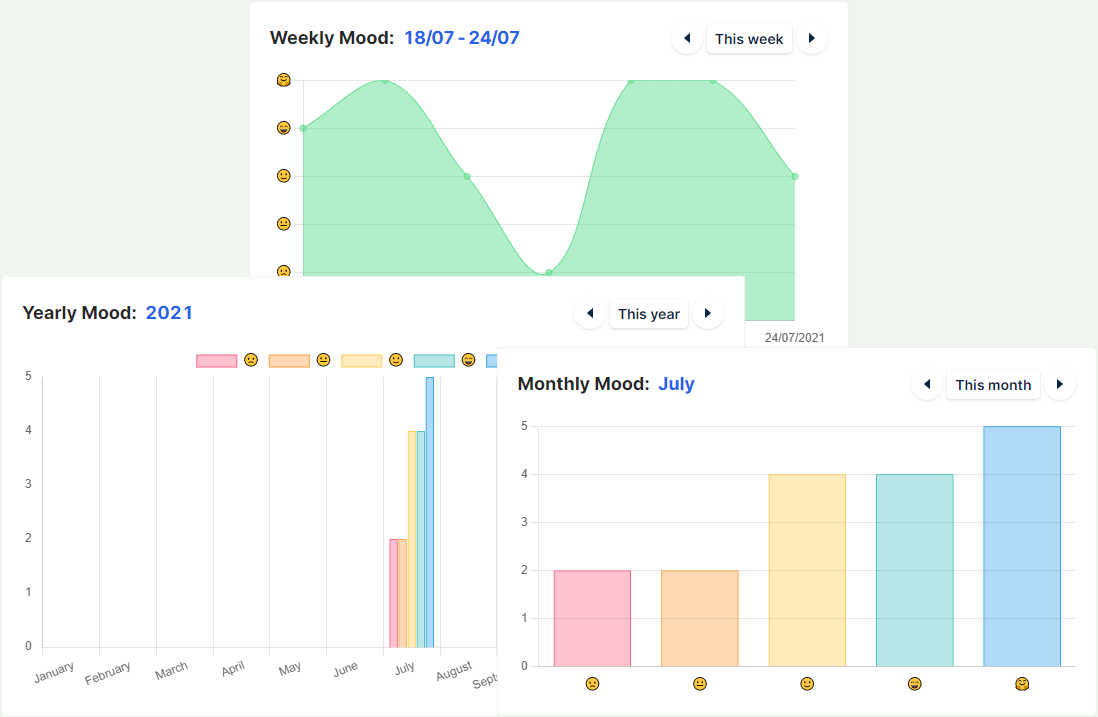 Weekly Mood: 18/07 - 24/07
This week
24/07/2021
Yearly Mood: 2021
This year
5
4
3
2
1
0
January
February
March
April
May
June
July
August
Sept
Monthly Mood: July
This month
5
4
3
2
1
0